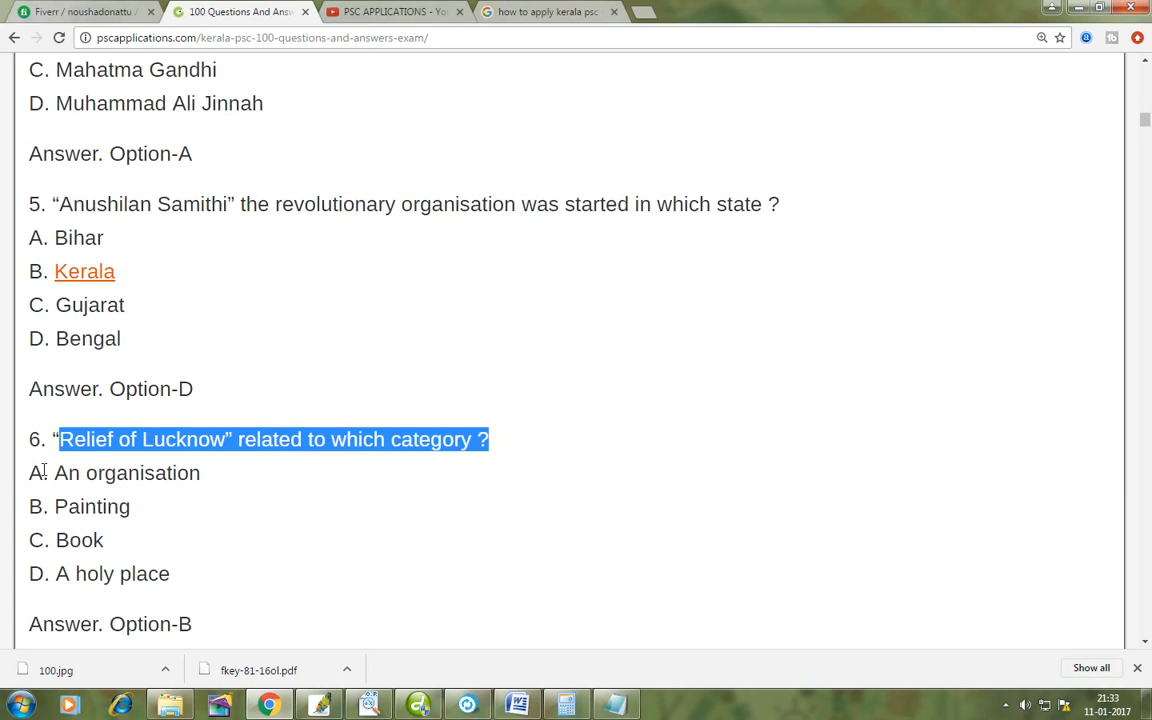 Fiverr / noushadonattu /
100 Questions And Answ
PSC APPLICATIONS - Yo
how to apply kerala psc
pscapplications.com/kerala-psc-100-questions-and-answers-exam/
C. Mahatma Gandhi
D. Muhammad Ali Jinnah
Answer. Option-A
5. “Anushilan Samithi” the revolutionary organisation was started in which state ?
A. Bihar
B. Kerala
C. Gujarat
D. Bengal
Answer. Option-D
6. “Relief of Lucknow” related to which category ?
A. An organisation
B. Painting
C. Book
D. A holy place
Answer. Option-B
100.jpg
fkey-81-16ol.pdf
Show all
21:33
11-01-2017